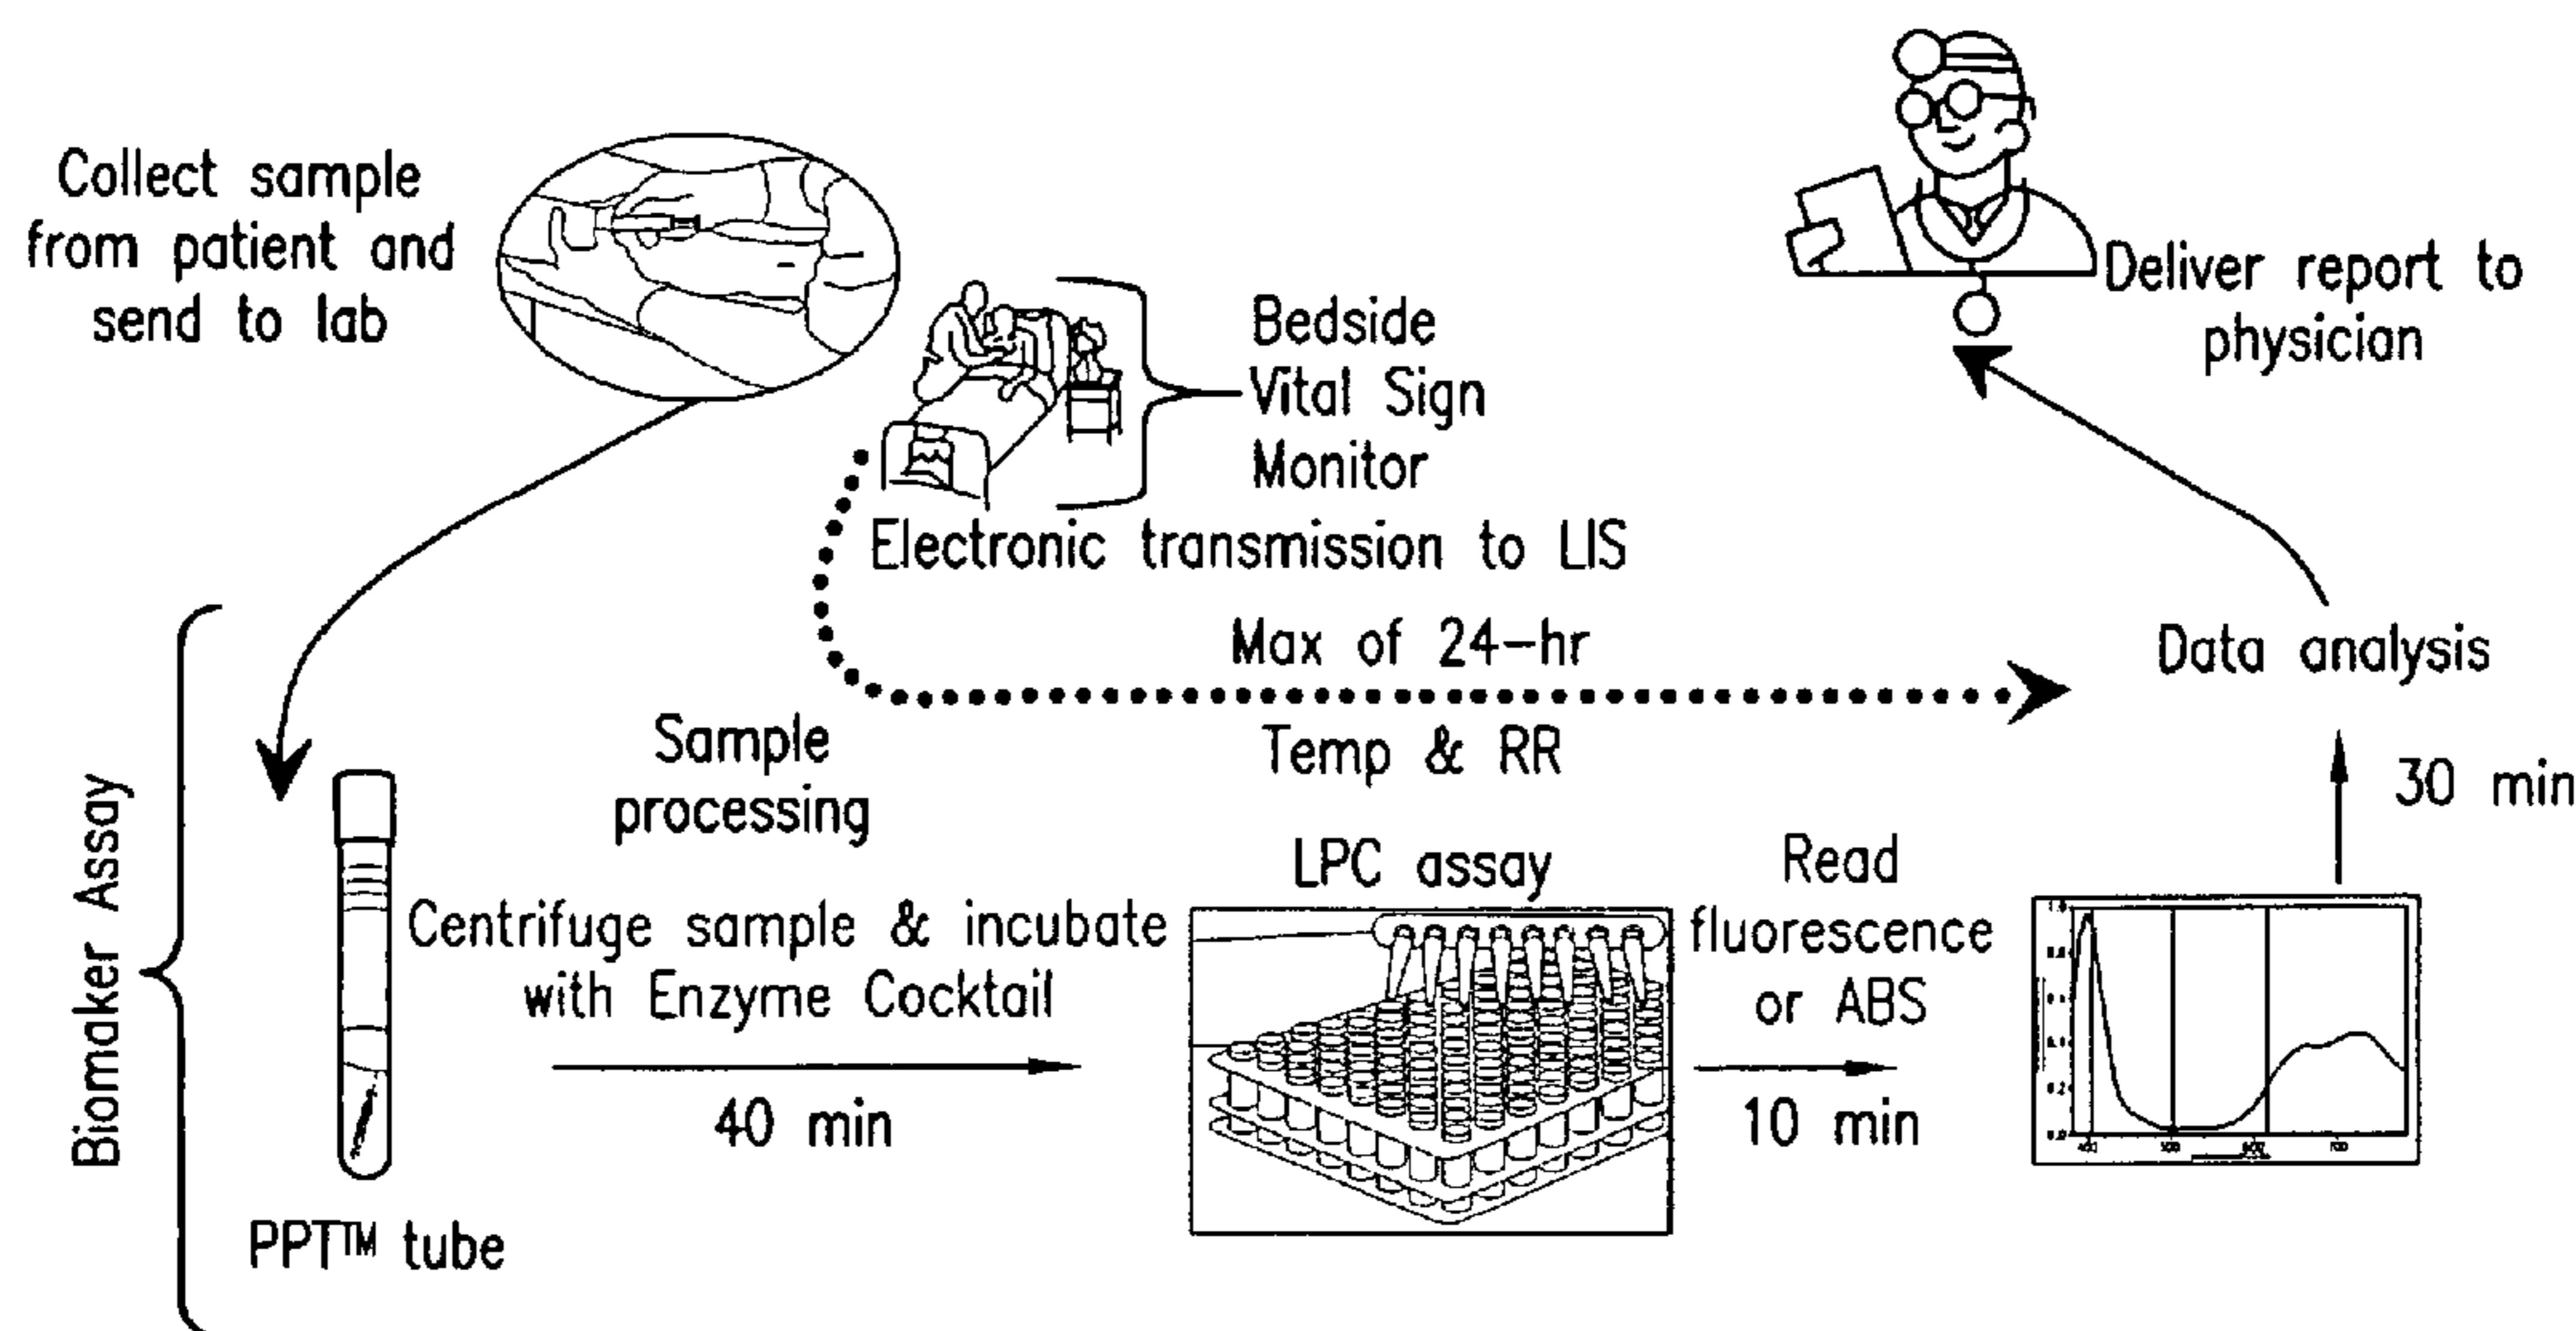 Collect sample
from patient and
send to lab
Bedside
Vital Sign
Monitor
Electronic transmission to LIS
Deliver report to
physician
Max of 24-hr
Temp & RR
Data analysis
30 min
Biomaker Assay
PPT™ tube
Sample
processing
Centrifuge sample & incubate
with Enzyme Cocktail
40 min
LPC assay
Read
fluorescence
or ABS
10 min